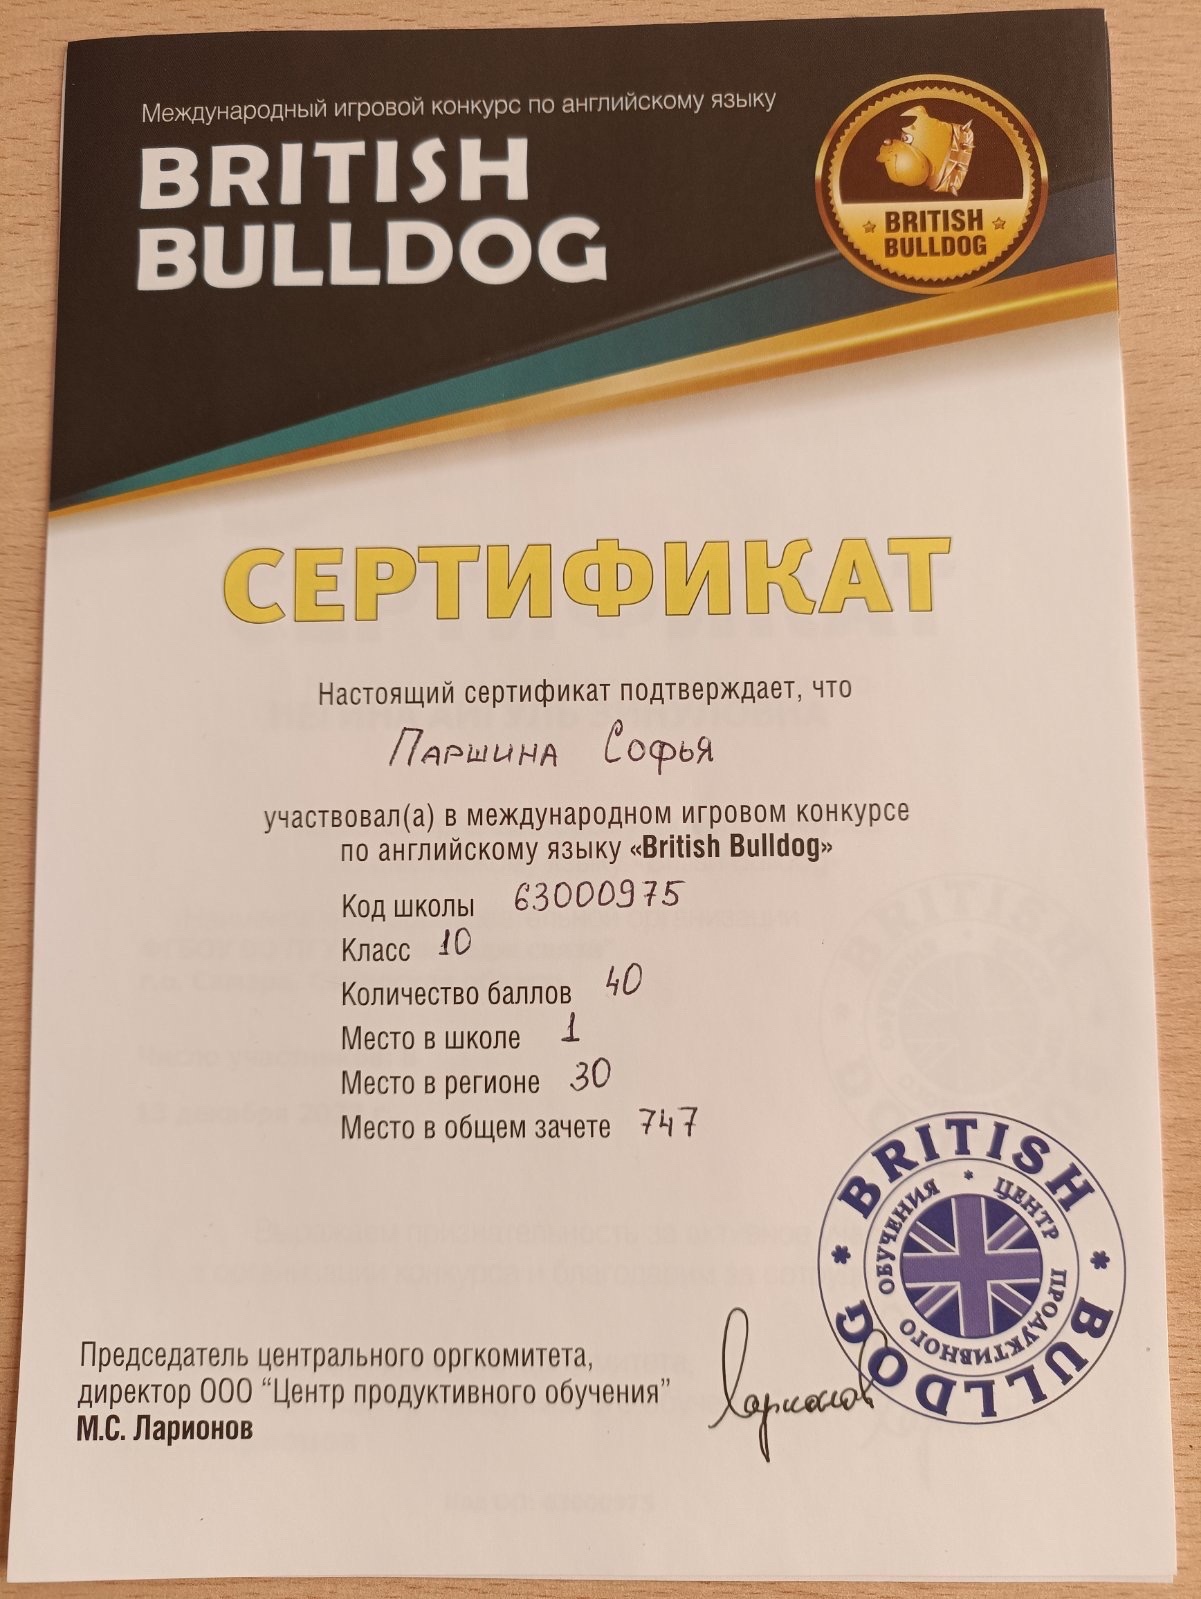 Международный игровой конкурс по английскому языку
BRITISH
BULLDOG
BRITISH
BULLDOG
СЕРТИФИКАТ
Настоящий сертификат подтверждает, что
Паршина Софья
участвовал(а) в международном игровом конкурсе
по английскому языку «British Bulldog»
Код школы 63000975
Класс 10
Количество баллов 40
Место в школе 1
Место в регионе 30
Место в общем зачете 747
BRITISH * BULLDOG *
ЦЕНТР ПРОДУКТИВНОГО ОБУЧЕНИЯ *
Председатель центрального оргкомитета,
директор ООО “Центр продуктивного обучения”
М.С. Ларионов
Ларионов